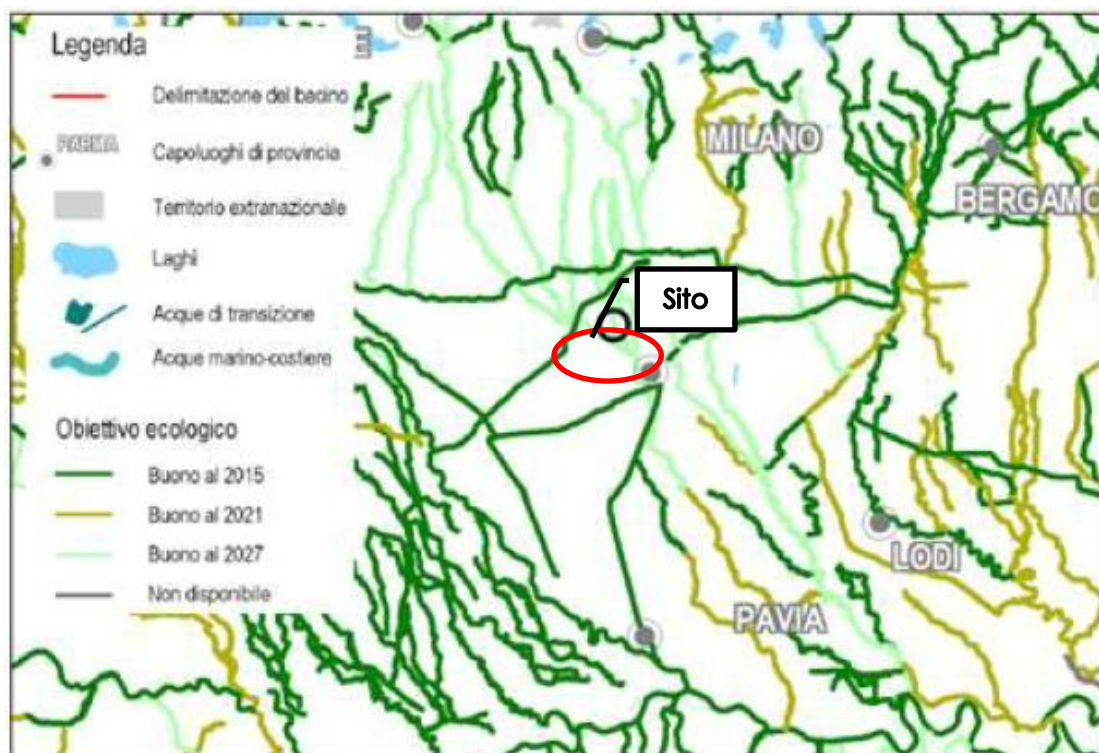 Legenda
Delimitazione del bacino
PARMA
Capoluoghi di provincia
Territorio extranazionale
Laghi
Acque di transizione
Acque marino-costiere
Obiettivo ecologico
Buono al 2015
Buono al 2021
Buono al 2027
Non disponibile
MILANO
BERGAMO
Sito
LODI
PAVIA